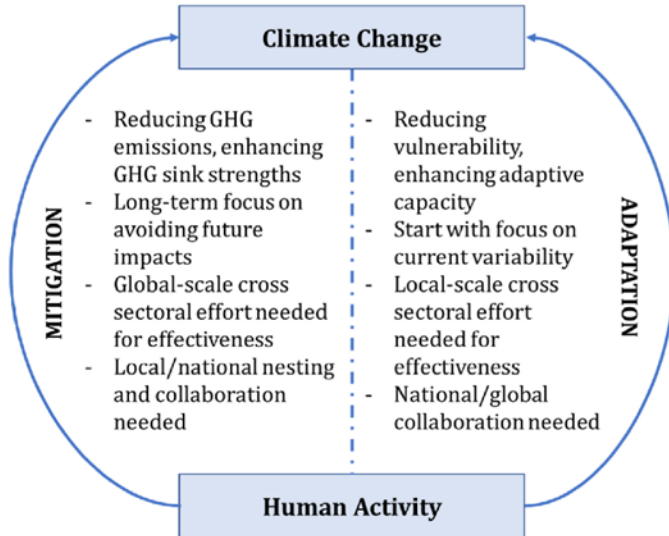 Climate Change
MITIGATION
- Reducing GHG
emissions, enhancing
GHG sink strengths
- Long-term focus on
avoiding future
impacts
- Global-scale cross
sectoral effort needed
for effectiveness
- Local/national nesting
and collaboration
needed
- Reducing
vulnerability,
enhancing adaptive
capacity
- Start with focus on
current variability
- Local-scale cross
sectoral effort
needed for
effectiveness
- National/global
collaboration needed
ADAPTATION
Human Activity